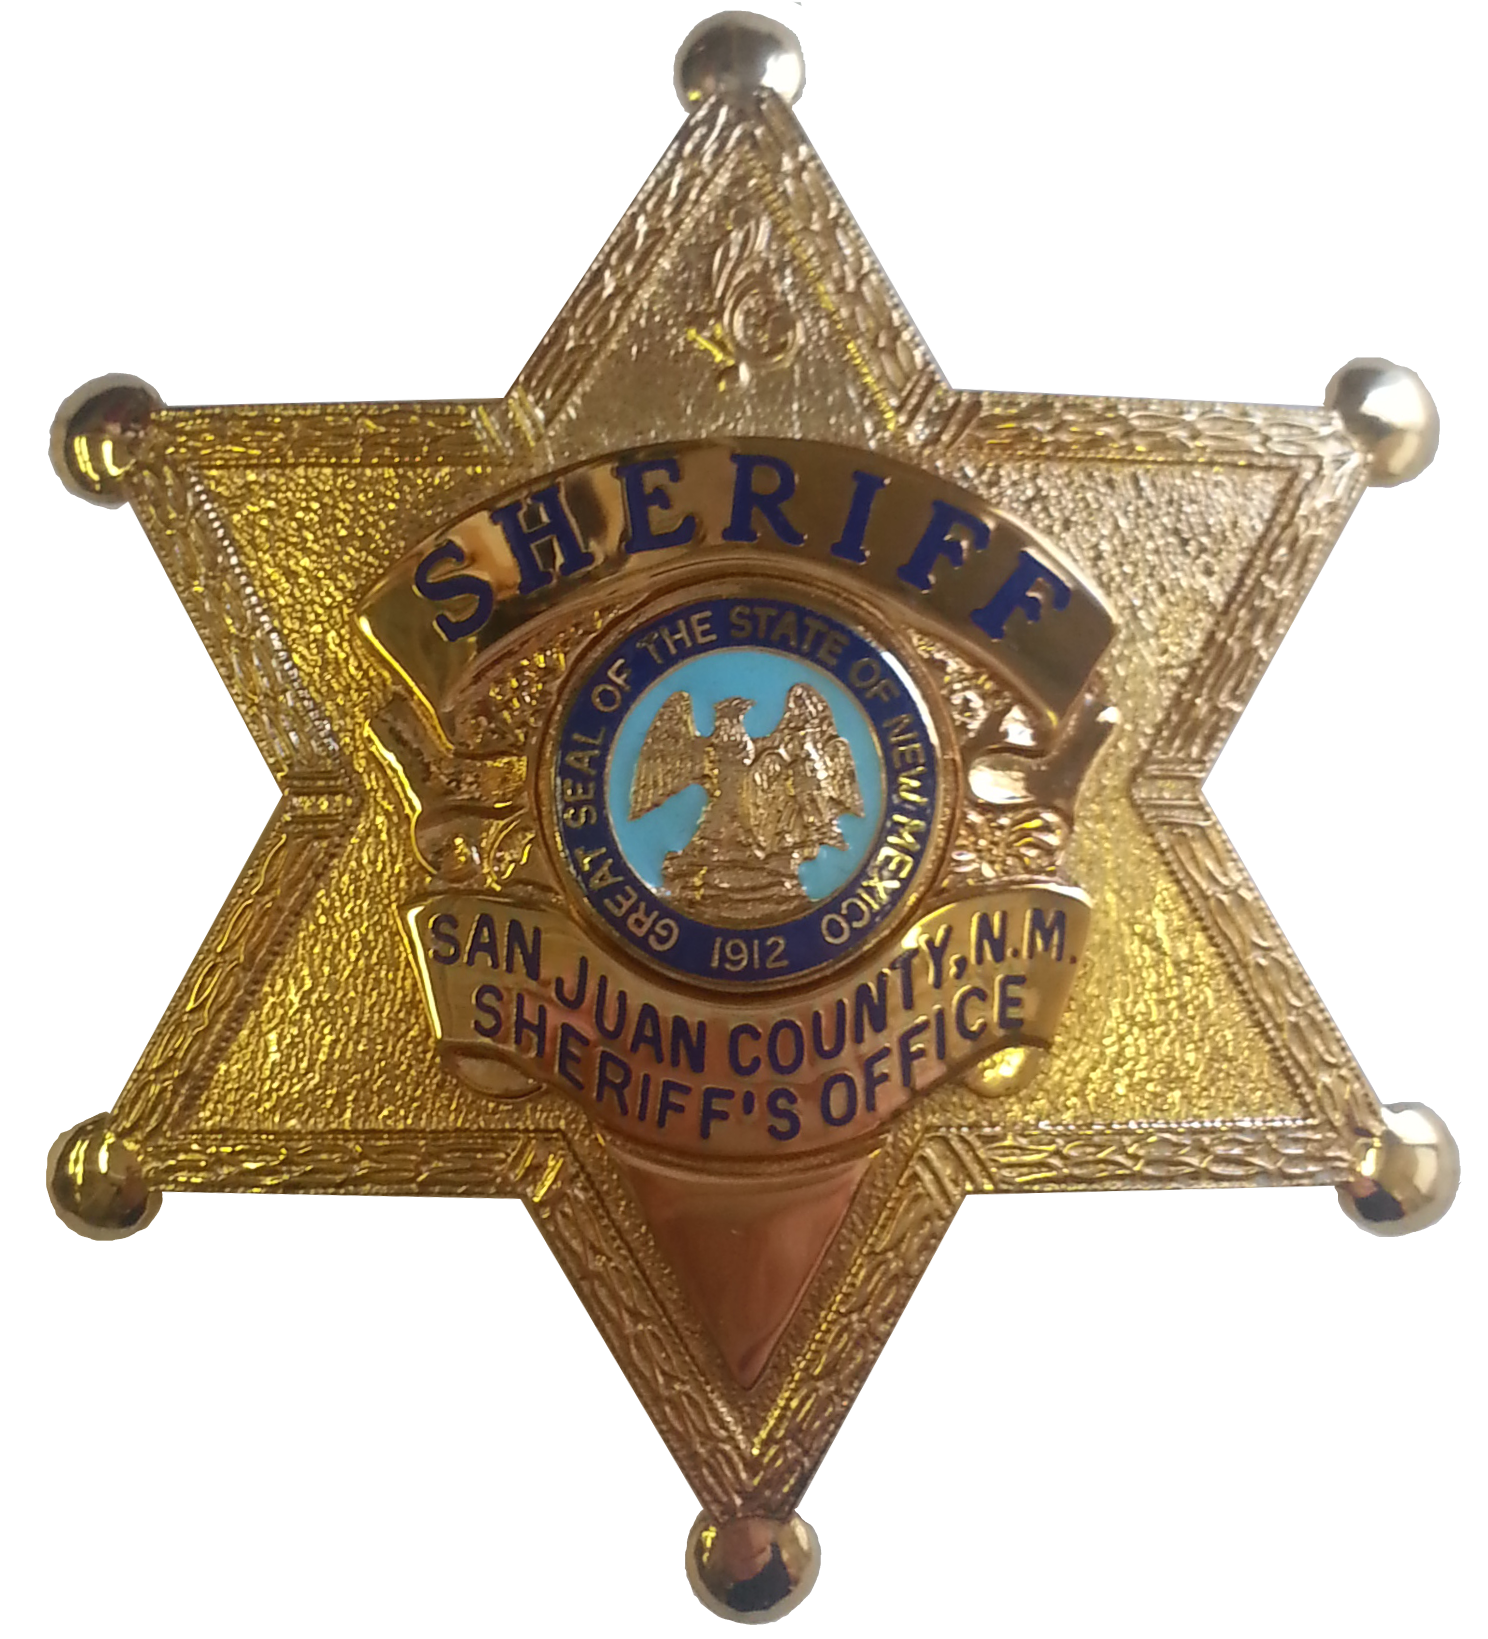 SHERIFF
GREAT SEAL OF THE STATE OF NEW MEXICO
1912
SAN JUAN COUNTY, N.M.
SHERIFF'S OFFICE